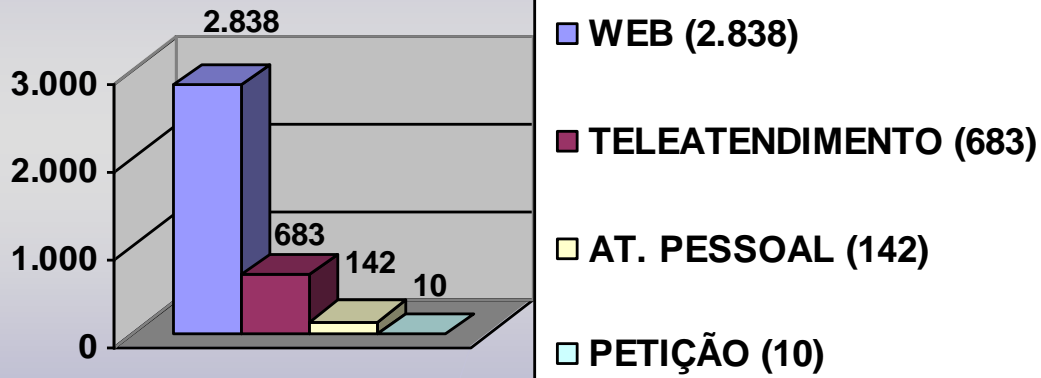 2.838
3.000
2.000
1.000
0
683
142
10
WEB (2.838)
TELEATENDIMENTO (683)
AT. PESSOAL (142)
PETIÇÃO (10)